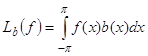 L_b(f) = ∫_{-π}^{π} f(x)b(x)dx